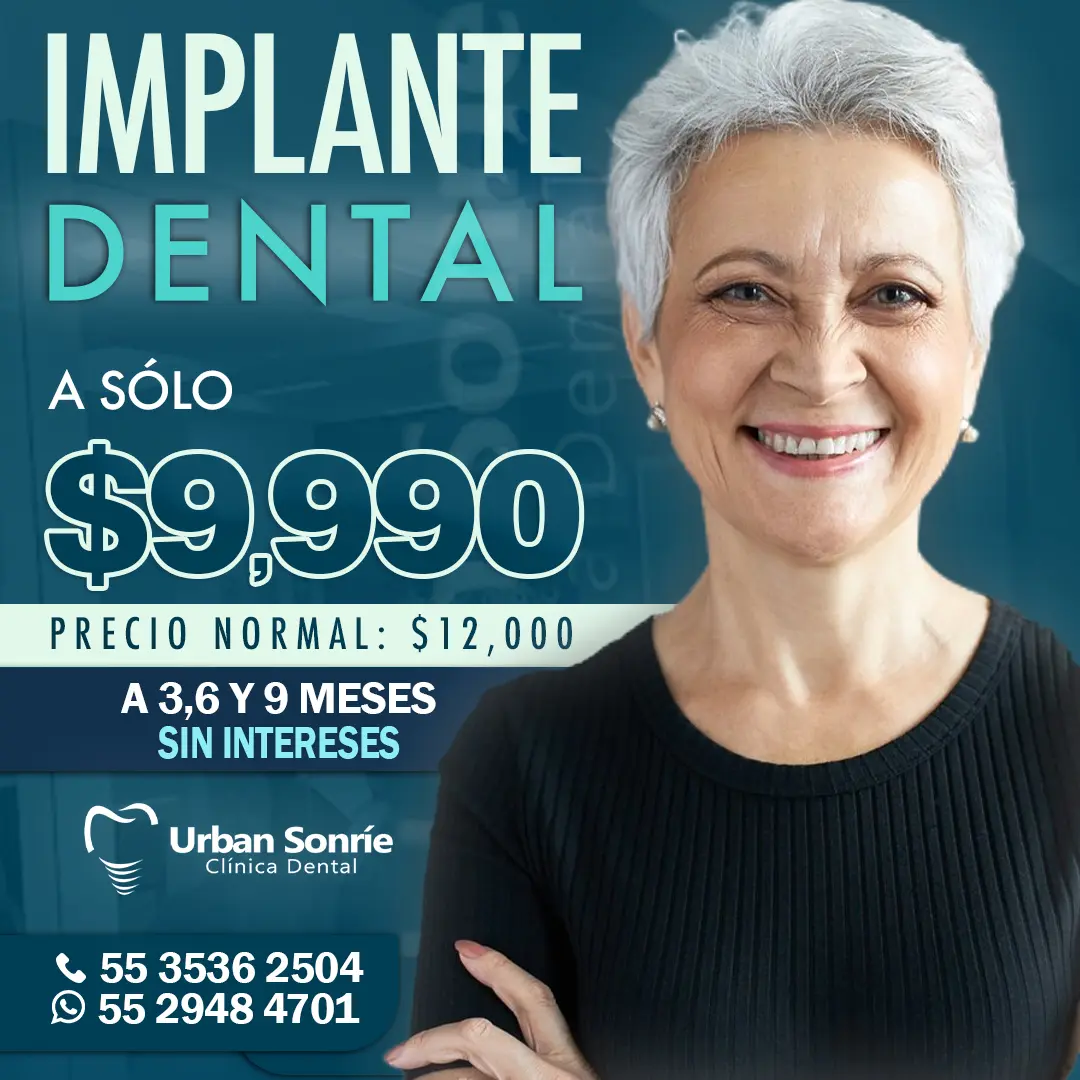 IMPLANTE
DENTAL
A SÓLO
$9,990
PRECIO NORMAL: $12,000
A 3,6 Y 9 MESES
SIN INTERESES
Urban Sonríe
Clínica Dental
55 3536 2504
55 2948 4701